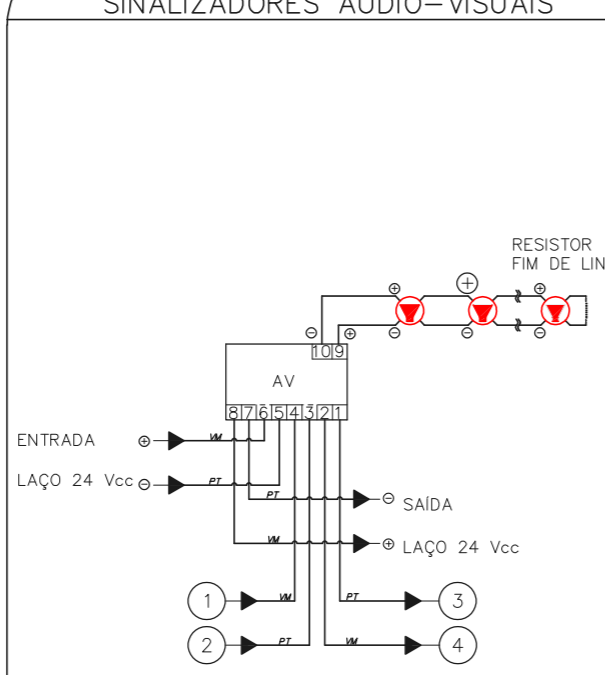 SINALIZADORES ÁUDIO-VISUAIS
RESISTOR
FIM DE LIN
+ +
+
⊖ ⊕ ⊖ ⊖ ⊖
10 9
AV
8 7 6 5 4 3 2 1
ENTRADA ⊕ VM
LAÇO 24 Vcc ⊖ PT
PT ⊖ SAÍDA
VM ⊕ LAÇO 24 Vcc
1 VM PT 3
2 PT VM 4